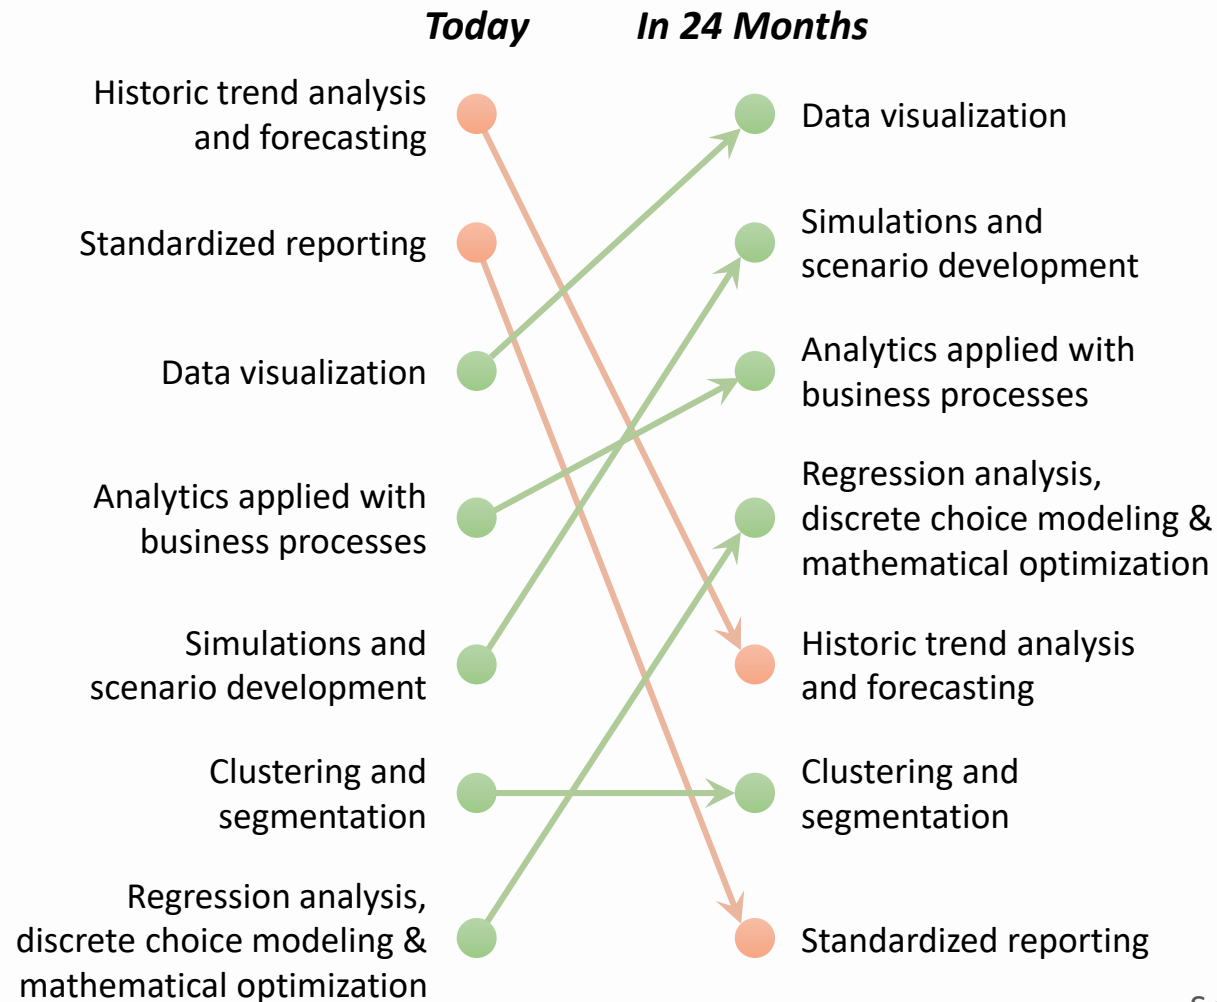 Today
In 24 Months
Historic trend analysis
and forecasting
Standardized reporting
Data visualization
Analytics applied with
business processes
Simulations and
scenario development
Clustering and
segmentation
Regression analysis,
discrete choice modeling &
mathematical optimization
Data visualization
Simulations and
scenario development
Analytics applied with
business processes
Regression analysis,
discrete choice modeling &
mathematical optimization
Historic trend analysis
and forecasting
Clustering and
segmentation
Standardized reporting